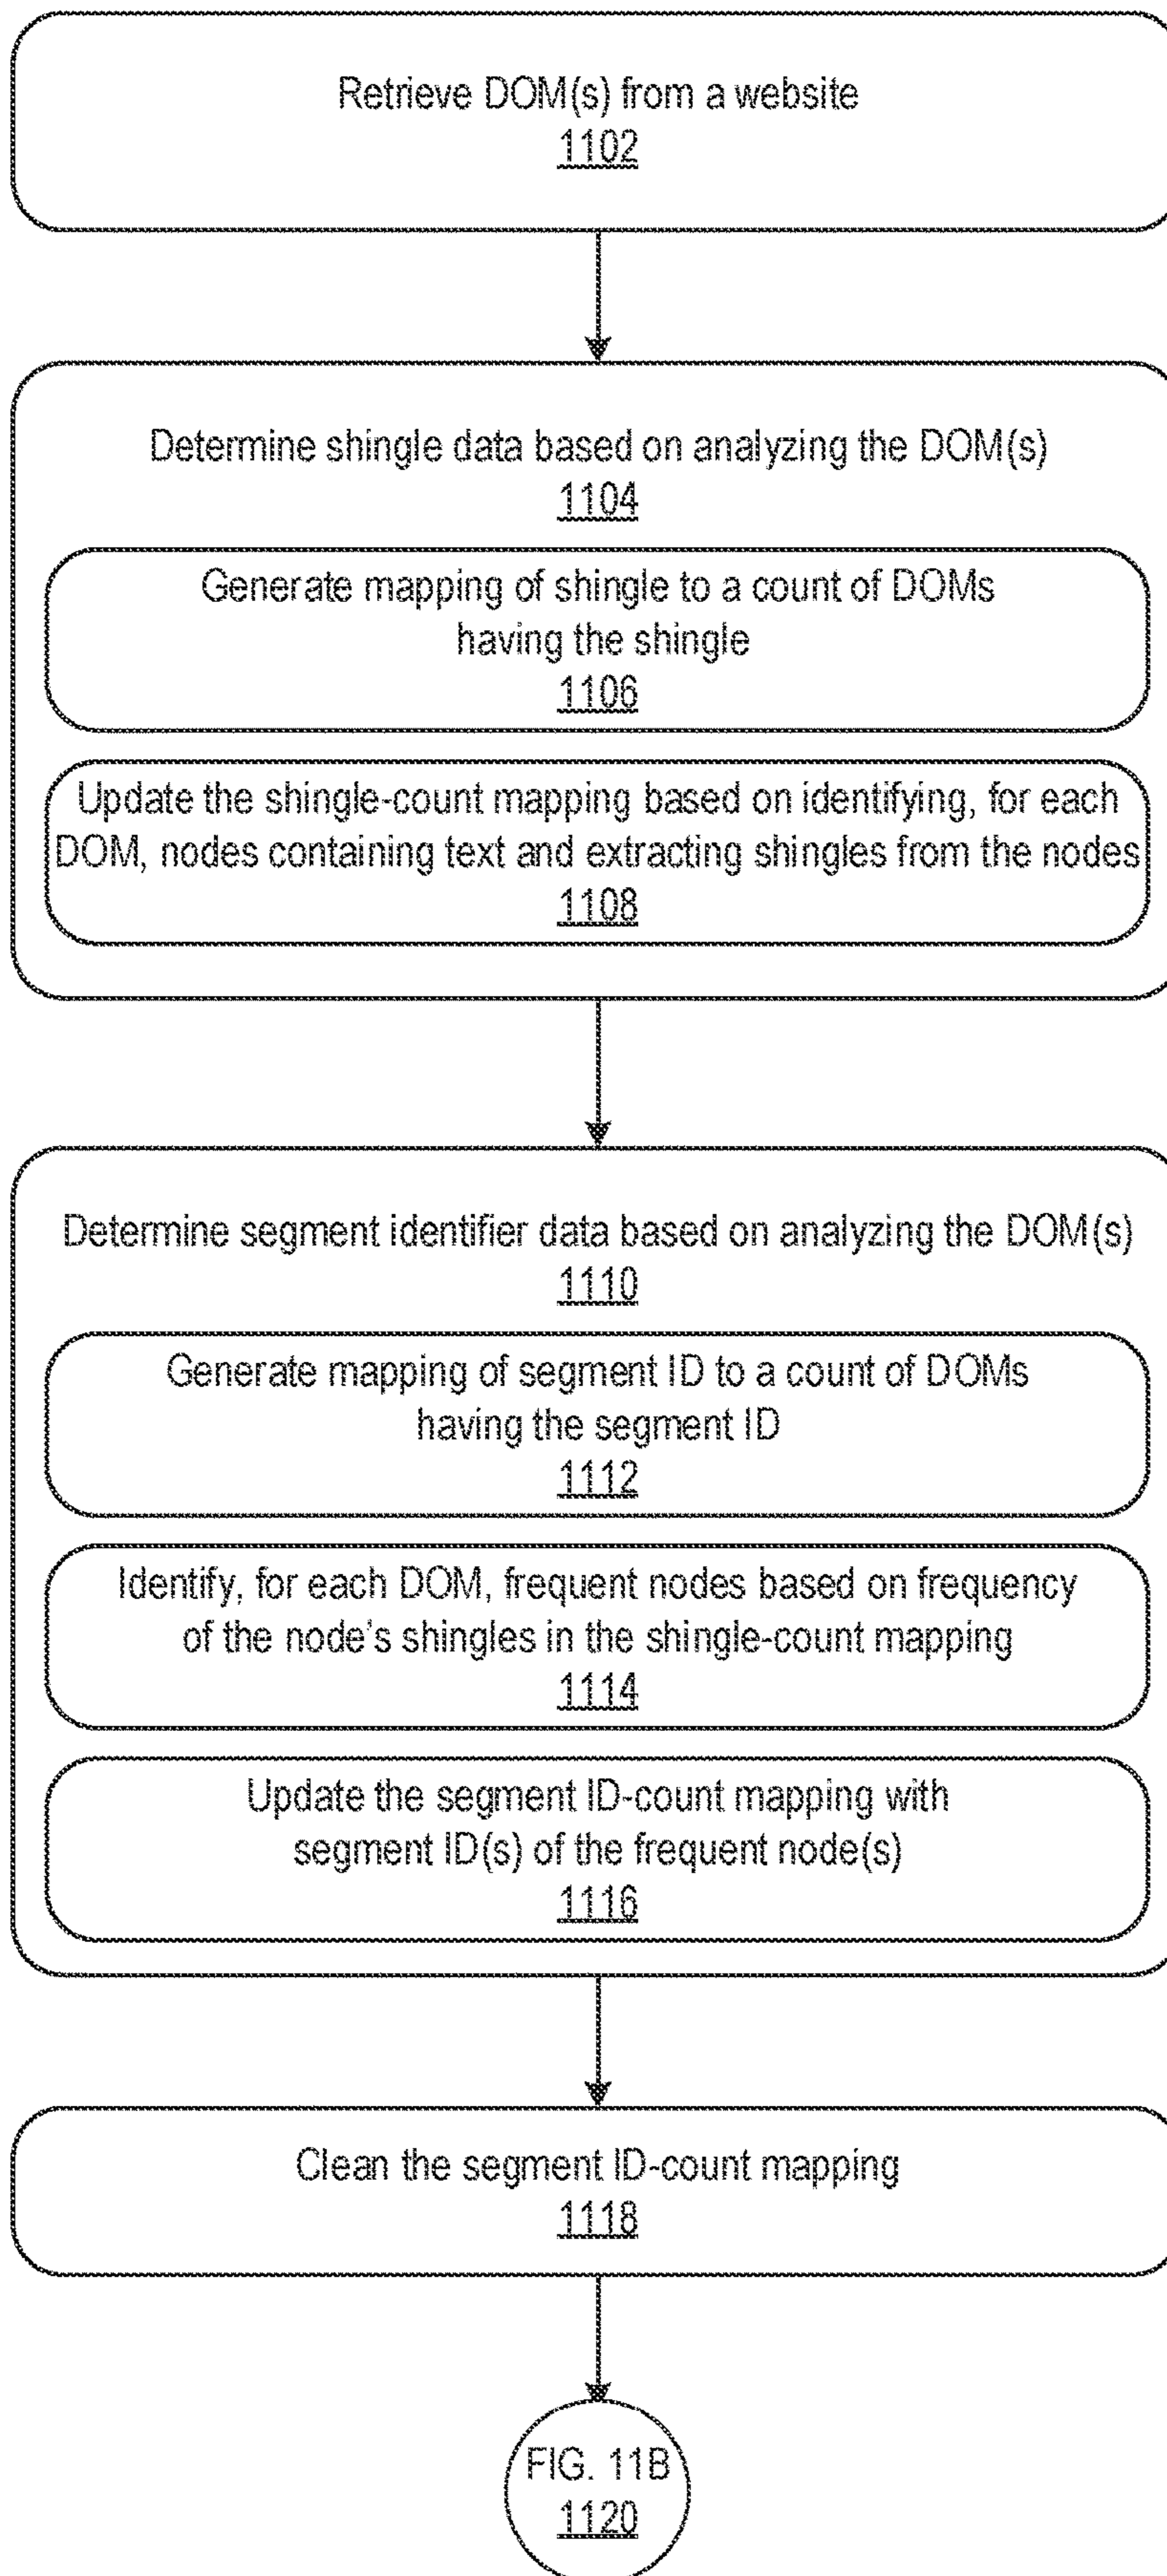 Retrieve DOM(s) from a website
1102
Determine shingle data based on analyzing the DOM(s)
1104
Generate mapping of shingle to a count of DOMs
having the shingle
1106
Update the shingle-count mapping based on identifying, for each
DOM, nodes containing text and extracting shingles from the nodes
1108
Determine segment identifier data based on analyzing the DOM(s)
1110
Generate mapping of segment ID to a count of DOMs
having the segment ID
1112
Identify, for each DOM, frequent nodes based on frequency
of the node's shingles in the shingle-count mapping
1114
Update the segment ID-count mapping with
segment ID(s) of the frequent node(s)
1116
Clean the segment ID-count mapping
1118
FIG. 11B
1120